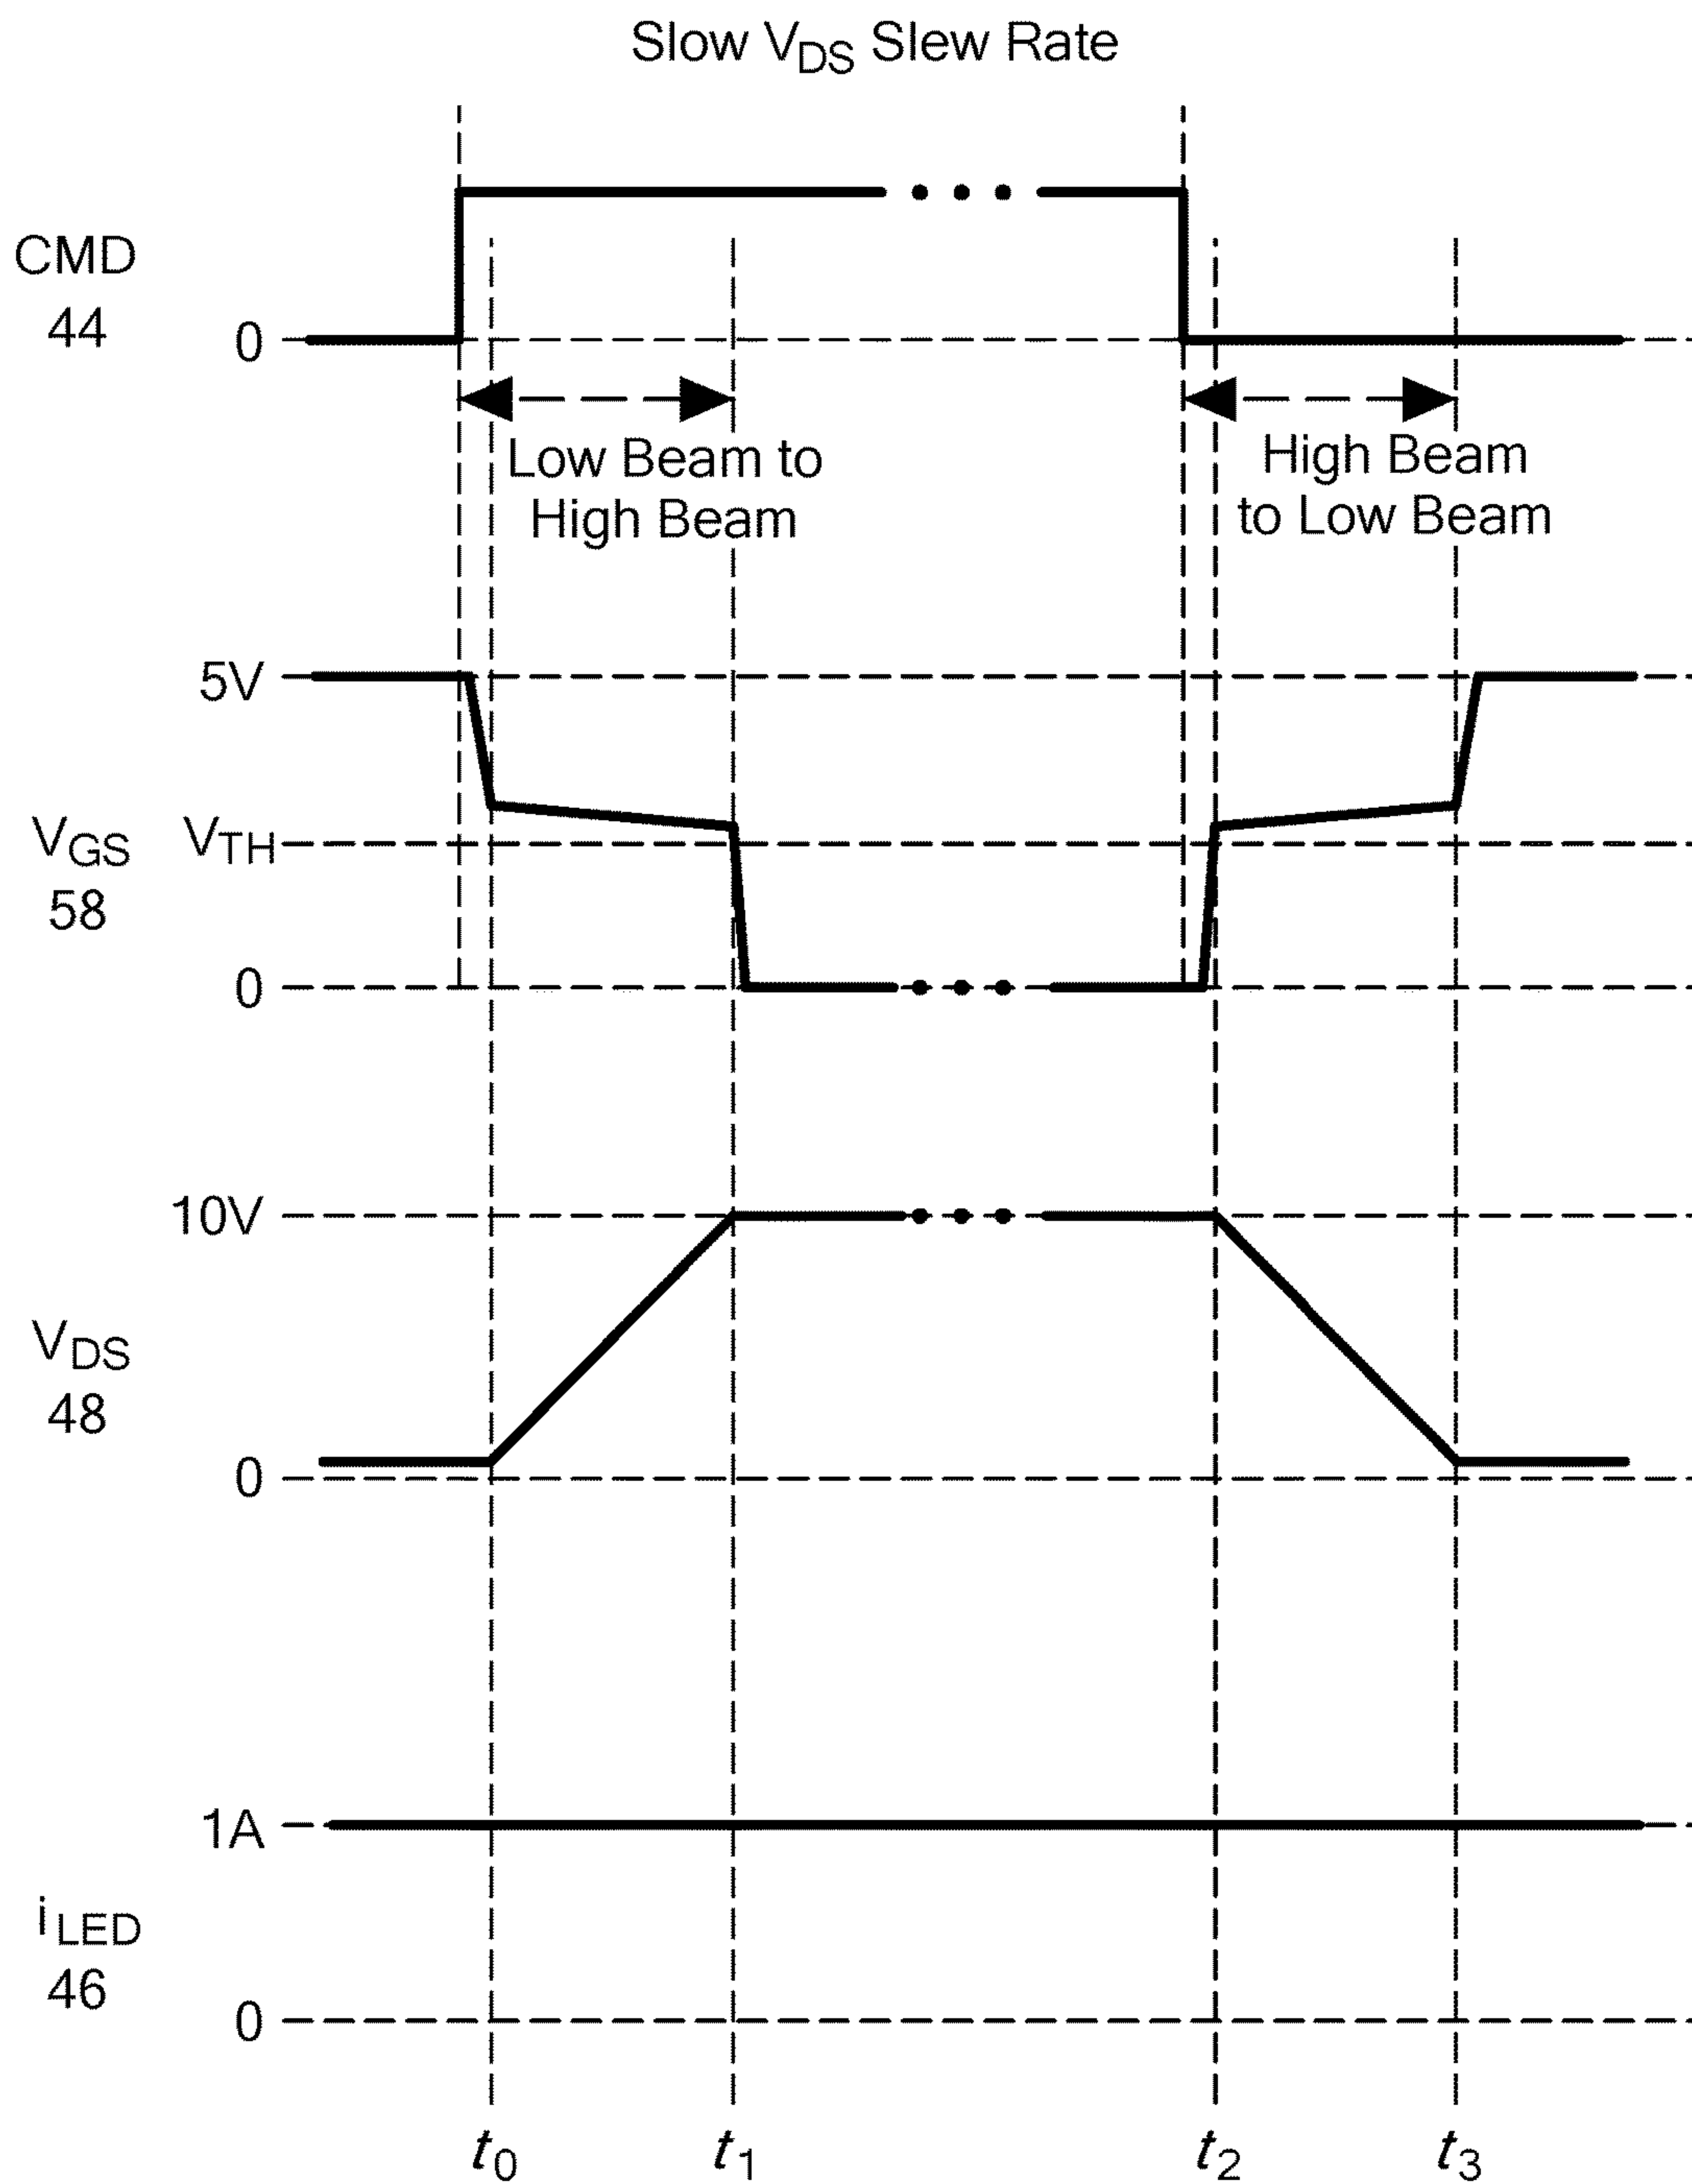 Slow VDS Slew Rate
CMD
44
0
Low Beam to
High Beam
High Beam
to Low Beam
5V
VGS
58
VTH
0
10V
VDS
48
0
1A
iLED
46
0
t0 t1 t2 t3